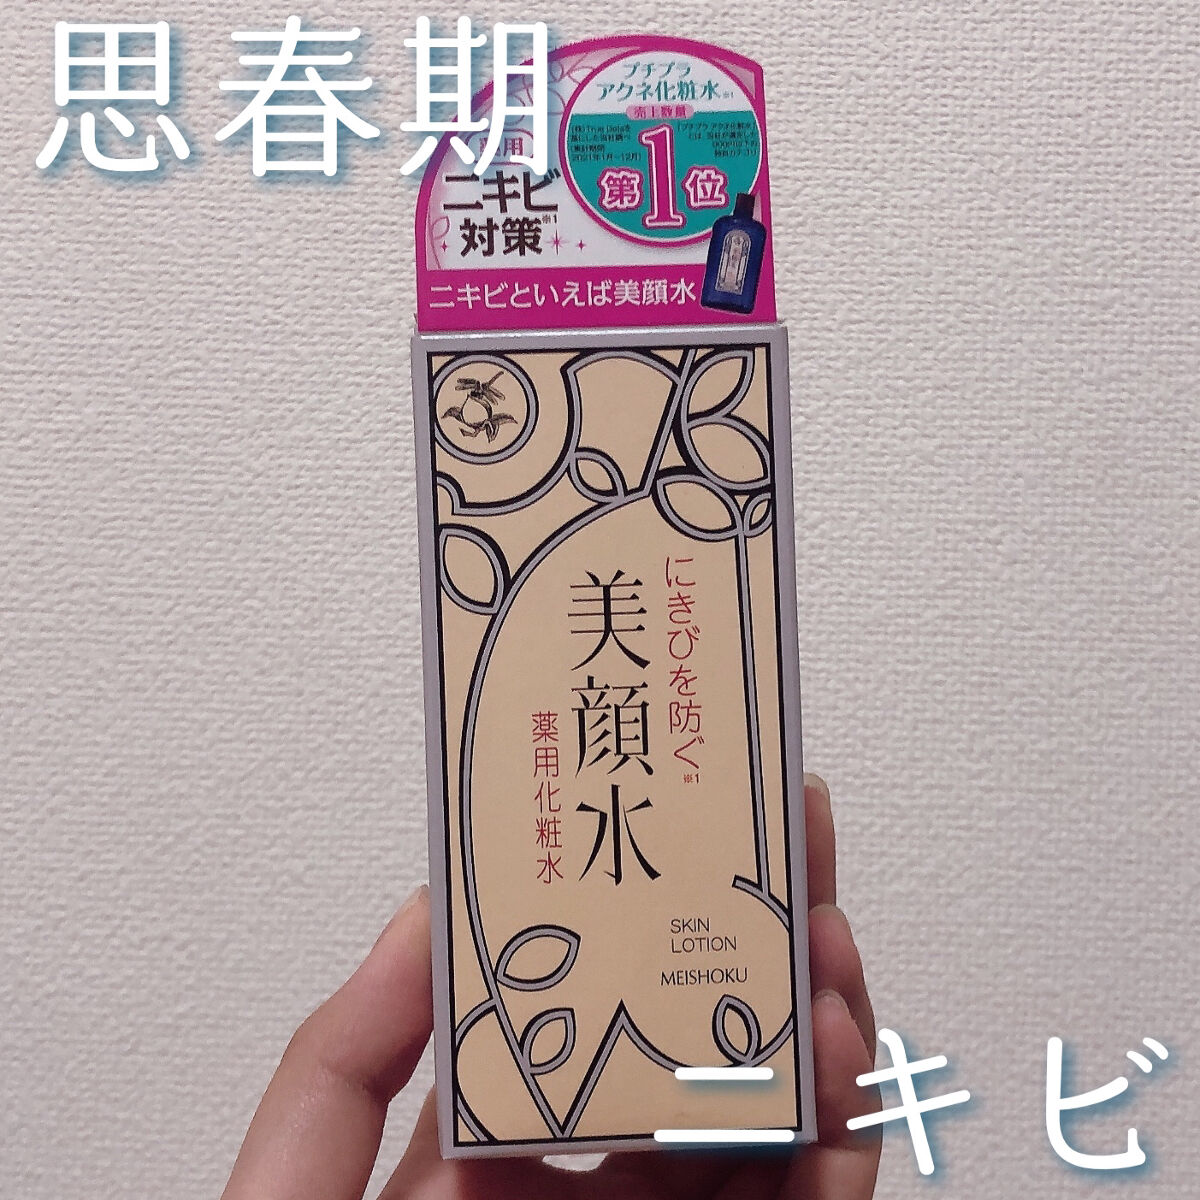 思春期
プチプラ
アクネ化粧水※1
売上数量
第1位
薬用
ニキビ
対策※1
ニキビといえば美顔水
にきびを防ぐ※1
美顔水
薬用化粧水
SKIN
LOTION
MEISHOKU
ニキビ